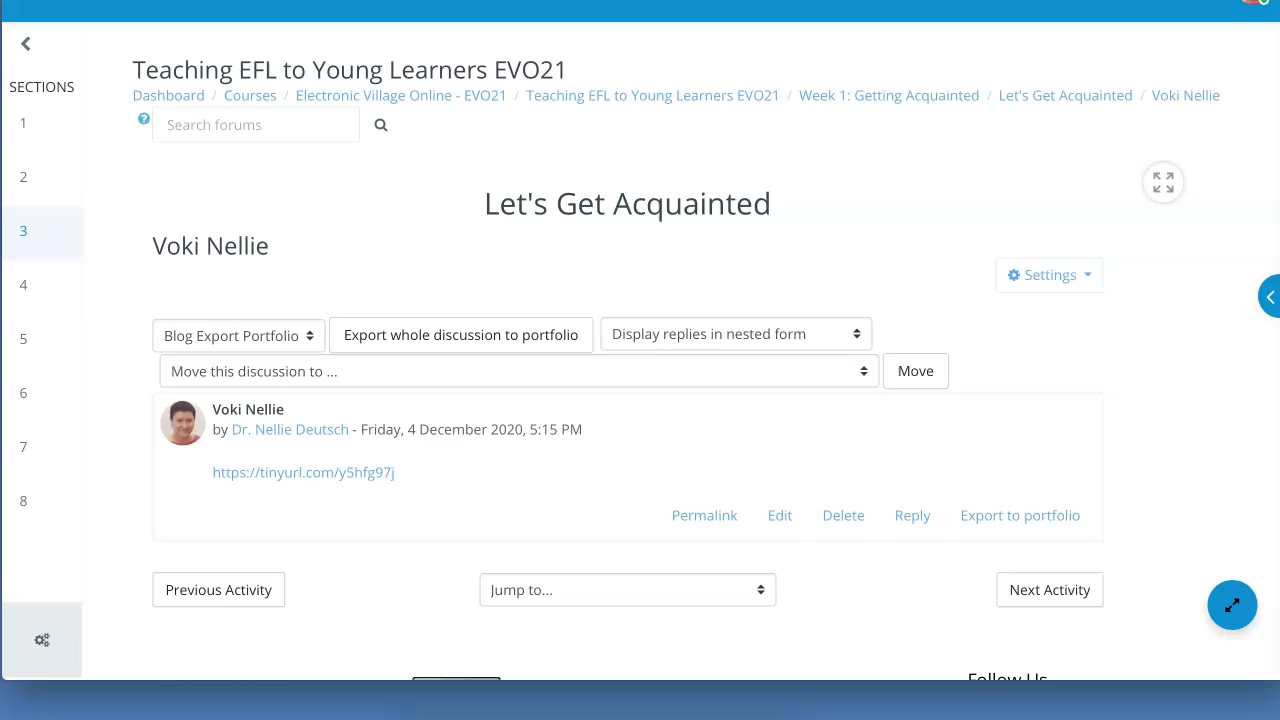 Teaching EFL to Young Learners EVO21
Dashboard / Courses / Electronic Village Online - EVO21 / Teaching EFL to Young Learners EVO21 / Week 1: Getting Acquainted / Let's Get Acquainted / Voki Nellie
Search forums
SECTIONS
1
2
3
4
5
6
7
8
Let's Get Acquainted
Voki Nellie
Settings
Blog Export Portfolio
Export whole discussion to portfolio
Display replies in nested form
Move this discussion to ...
Move
Voki Nellie
by Dr. Nellie Deutsch - Friday, 4 December 2020, 5:15 PM
https://tinyurl.com/y5hfg97j
Permalink Edit Delete Reply Export to portfolio
Previous Activity
Jump to...
Next Activity
Follow Us